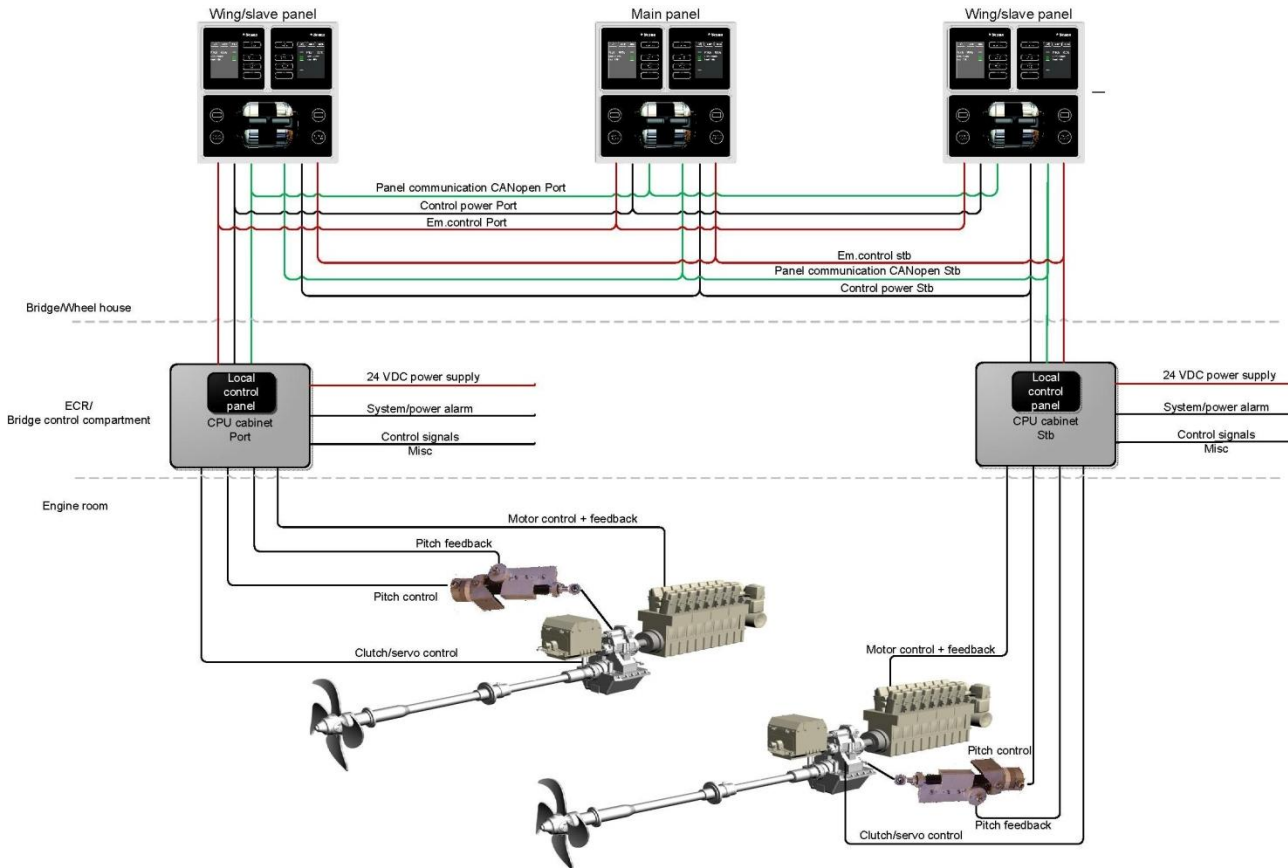 Wing/slave panel
Main panel
Wing/slave panel
Panel communication CANopen Port
Control power Port
Em.control Port
Em.control stb
Panel communication CANopen Stb
Control power Stb
Bridge/Wheel house
Local
control
panel
CPU cabinet
Port
24 VDC power supply
System/power alarm
Control signals
Misc
ECR/
Bridge control compartment
Local
control
panel
CPU cabinet
Stb
24 VDC power supply
System/power alarm
Control signals
Misc
Engine room
Motor control + feedback
Pitch feedback
Pitch control
Clutch/servo control
Motor control + feedback
Pitch control
Pitch feedback
Clutch/servo control